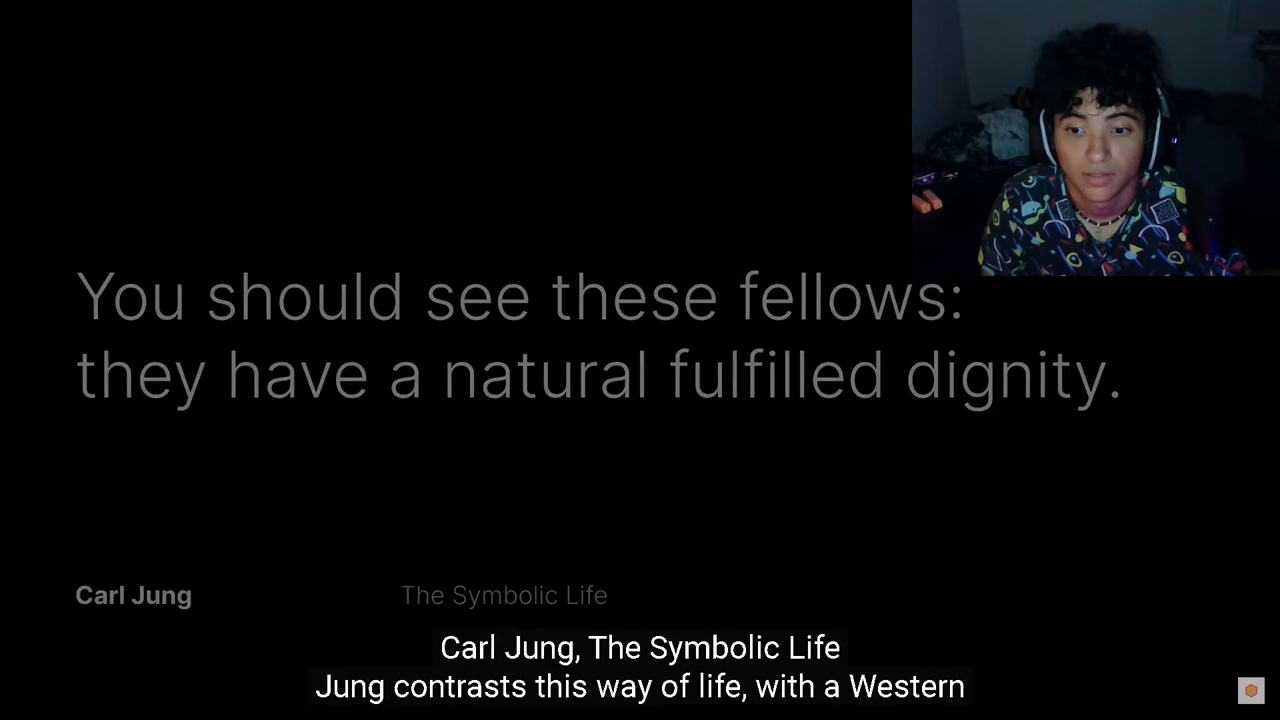 You should see these fellows:
they have a natural fulfilled dignity.
Carl Jung
The Symbolic Life
Carl Jung, The Symbolic Life
Jung contrasts this way of life, with a Western